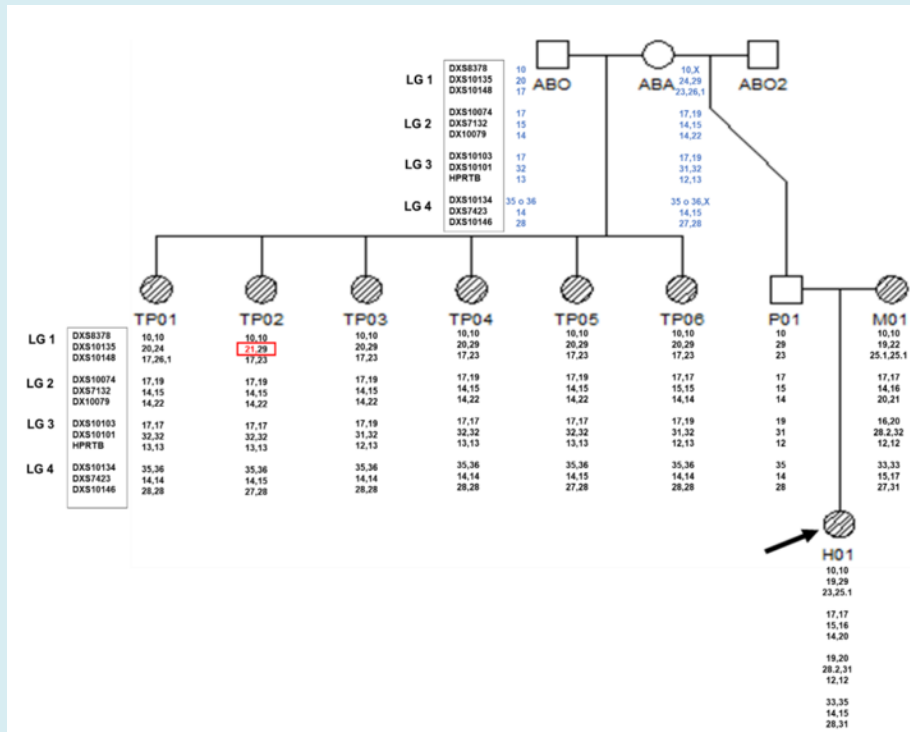 ABO ABA ABO2
LG 1 DXS8378 10 10,X
DXS10135 20 24,29
DXS10148 17 23,26,1
LG 2 DXS10074 17 17,19
DXS7132 15 14,15
DX10079 14 14,22
LG 3 DXS10103 17 17,19
DXS10101 32 31,32
HPRTB 13 12,13
LG 4 DXS10134 35 o 36 35 o 36,X
DXS7423 14 14,15
DXS10146 28 27,28
TP01 TP02 TP03 TP04 TP05 TP06 P01 M01
LG 1 DXS8378 10,10 10,10 10,10 10,10 10,10 10,10 10 10,10
DXS10135 20,24 21,29 20,29 20,29 20,29 20,29 29 19,22
DXS10148 17,26,1 17,23 17,23 17,23 17,23 17,23 23 25.1,25.1
LG 2 DXS10074 17,19 17,19 17,19 17,19 17,19 17,17 17 17,17
DXS7132 14,15 14,15 14,15 14,15 14,15 15,15 15 14,16
DX10079 14,22 14,22 14,22 14,22 14,22 14,14 14 20,21
LG 3 DXS10103 17,17 17,17 17,19 17,17 17,17 17,19 19 16,20
DXS10101 32,32 32,32 31,32 32,32 32,32 31,32 31 28.2,32
HPRTB 13,13 13,13 12,13 13,13 13,13 12,13 12 12,12
LG 4 DXS10134 35,36 35,36 35,36 35,36 35,36 35,36 35 33,33
DXS7423 14,14 14,15 14,14 14,14 14,15 14,14 14 15,17
DXS10146 28,28 27,28 28,28 28,28 27,28 28,28 28 27,31
H01
10,10
19,29
23,25.1
17,17
15,16
14,20
19,20
28.2,31
12,12
33,35
14,15
28,31